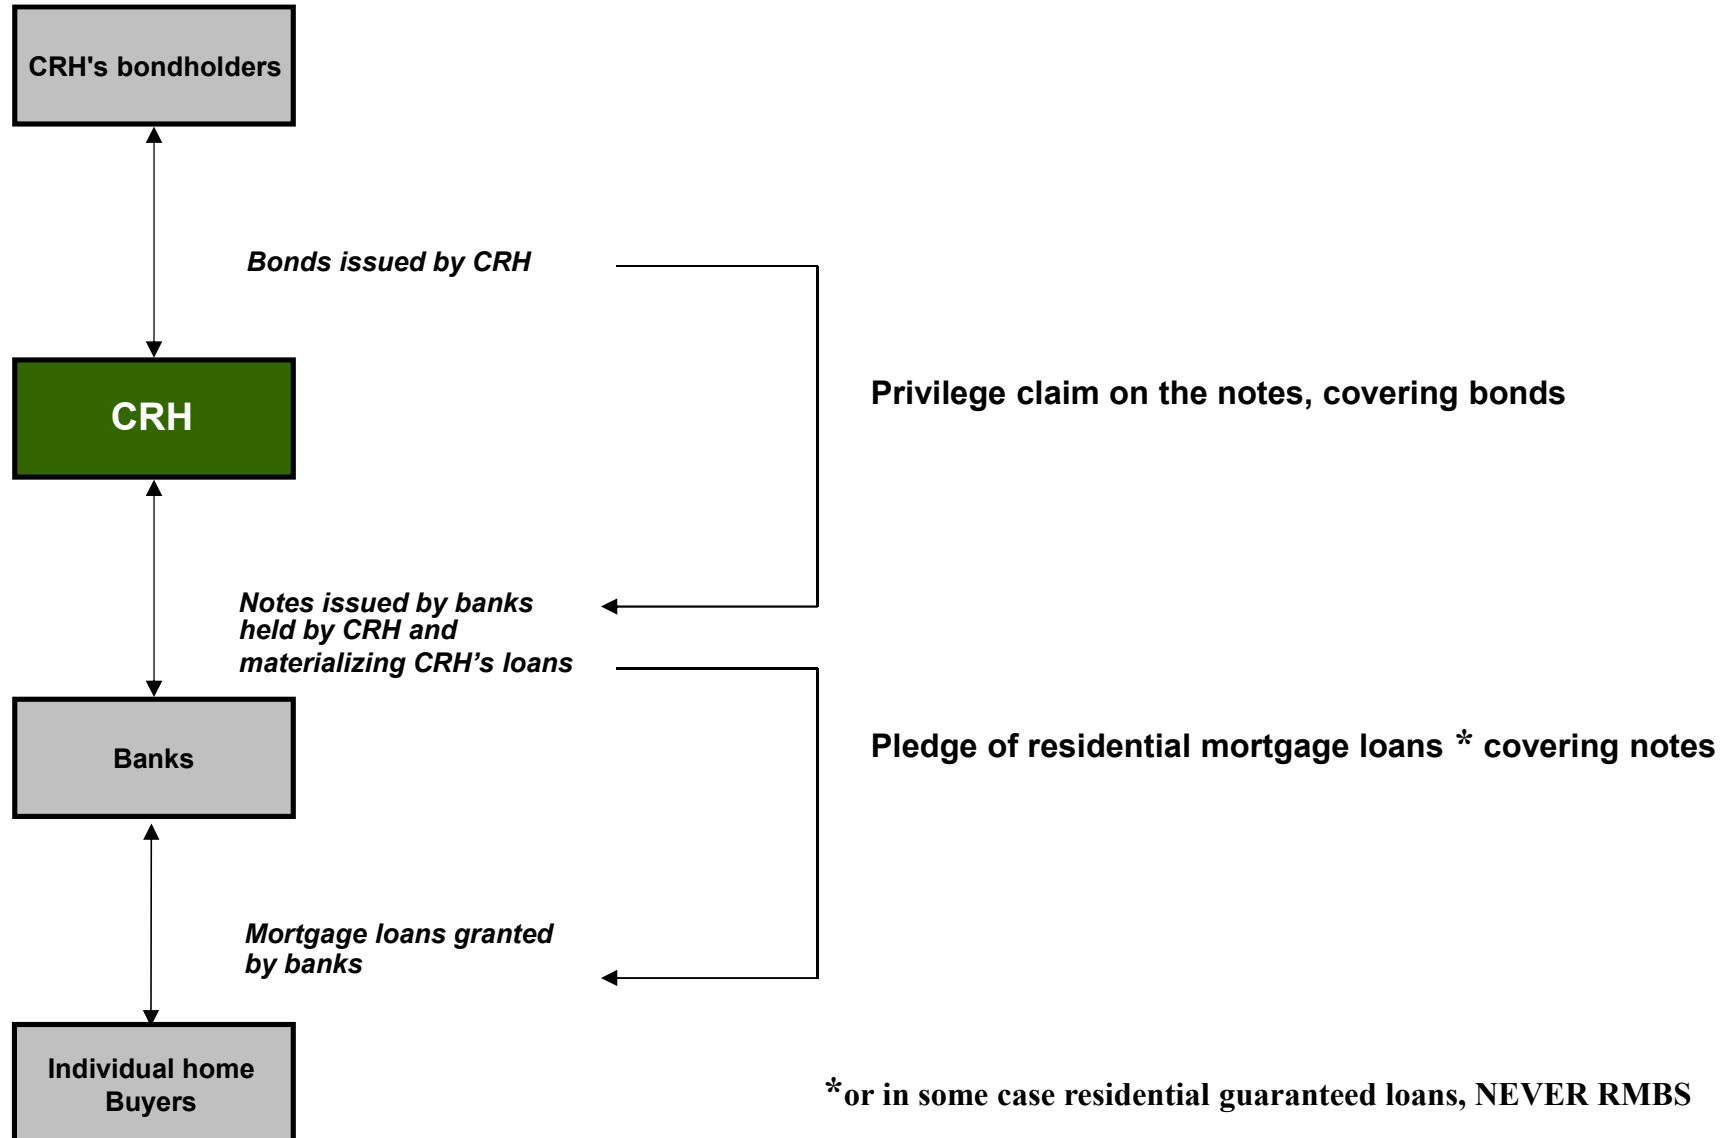 CRH's bondholders
Bonds issued by CRH
Privilege claim on the notes, covering bonds
CRH
Notes issued by banks
held by CRH and
materializing CRH’s loans
Pledge of residential mortgage loans * covering notes
Banks
Mortgage loans granted
by banks
Individual home
Buyers
*or in some case residential guaranteed loans, NEVER RMBS